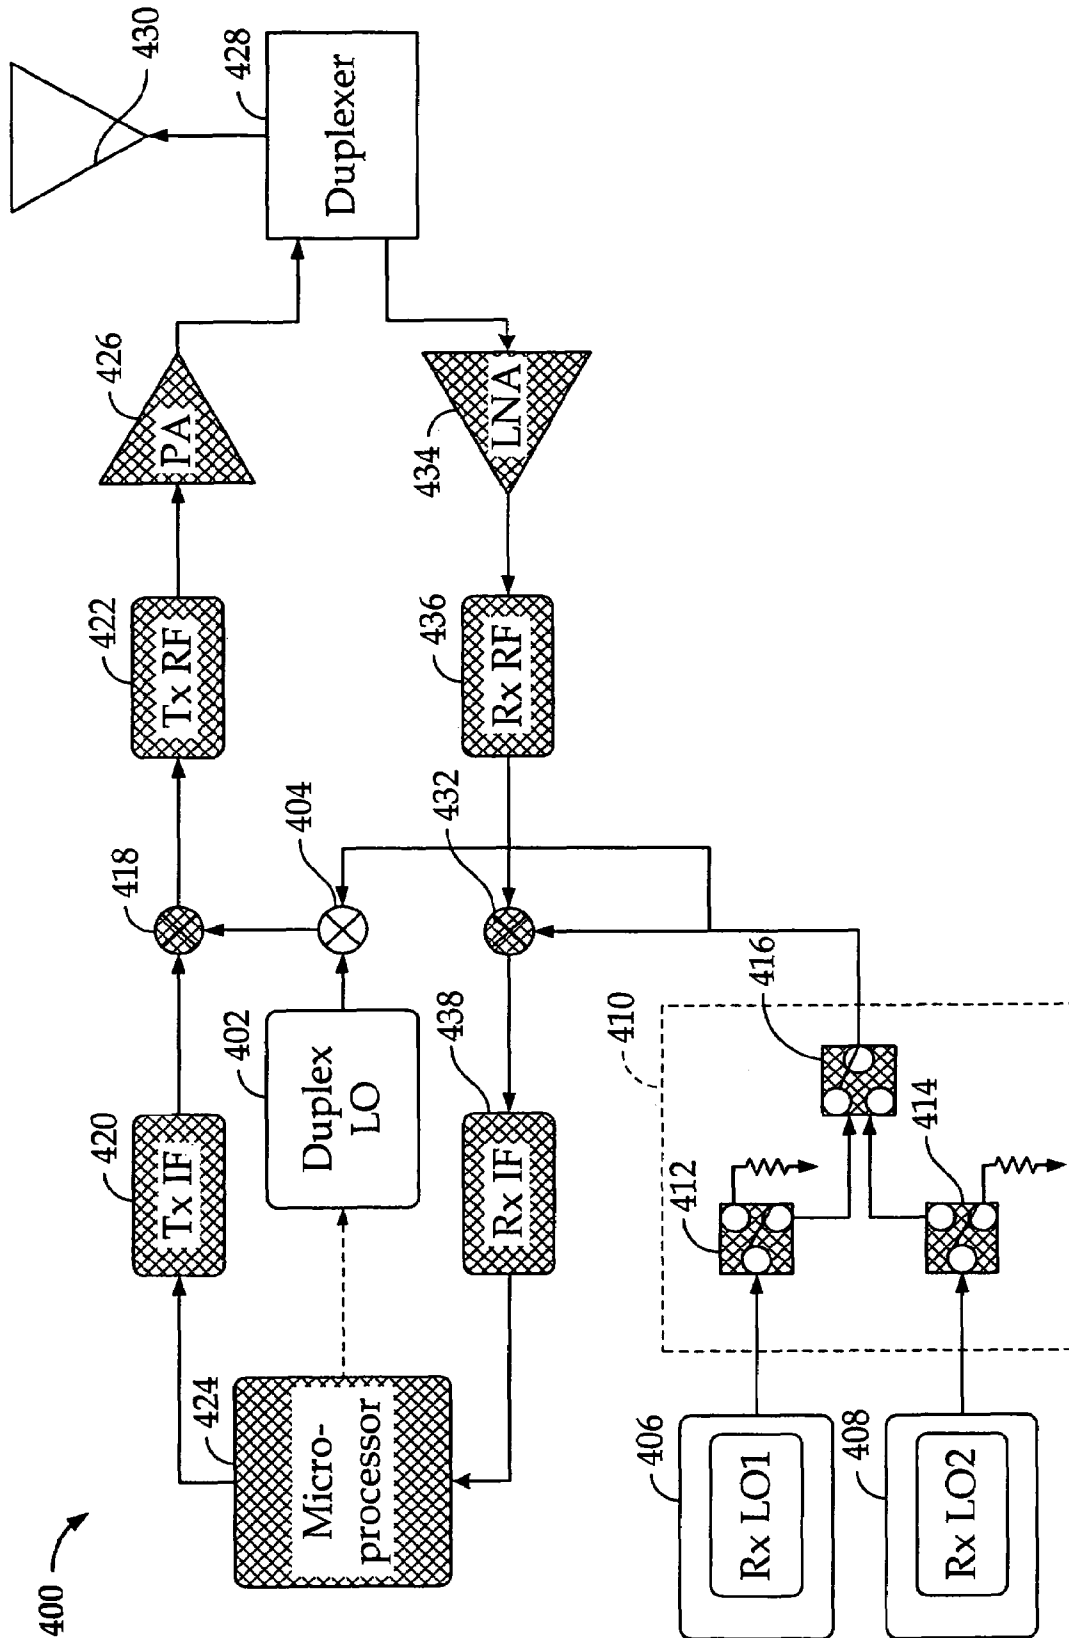 400
424
Micro-
processor
420
Tx IF
418
422
Tx RF
426
PA
430
428
Duplexer
402
Duplex
LO
404
438
Rx IF
432
436
Rx RF
434
LNA
406
Rx LO1
408
Rx LO2
410
412
414
416